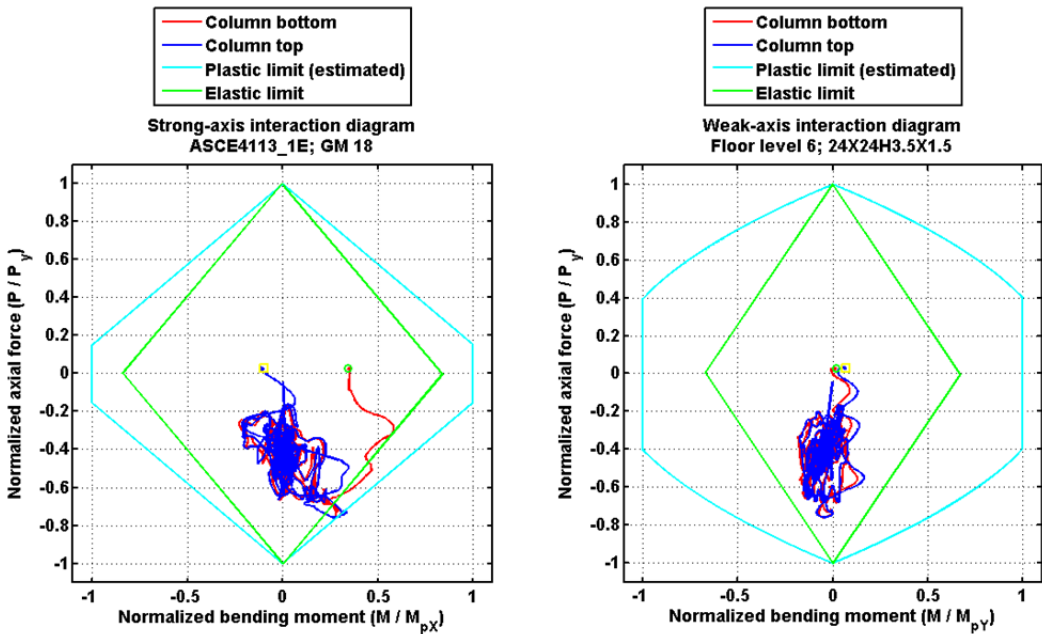 Column bottom
Column top
Plastic limit (estimated)
Elastic limit
Strong-axis interaction diagram
ASCE4113_1E; GM 18
Normalized axial force (P / P_y)
1
0.8
0.6
0.4
0.2
0
-0.2
-0.4
-0.6
-0.8
-1
-1
-0.5
0
0.5
1
Normalized bending moment (M / M_pX)
Column bottom
Column top
Plastic limit (estimated)
Elastic limit
Weak-axis interaction diagram
Floor level 6; 24X24H3.5X1.5
Normalized axial force (P / P_y)
1
0.8
0.6
0.4
0.2
0
-0.2
-0.4
-0.6
-0.8
-1
-1
-0.5
0
0.5
1
Normalized bending moment (M / M_pY)